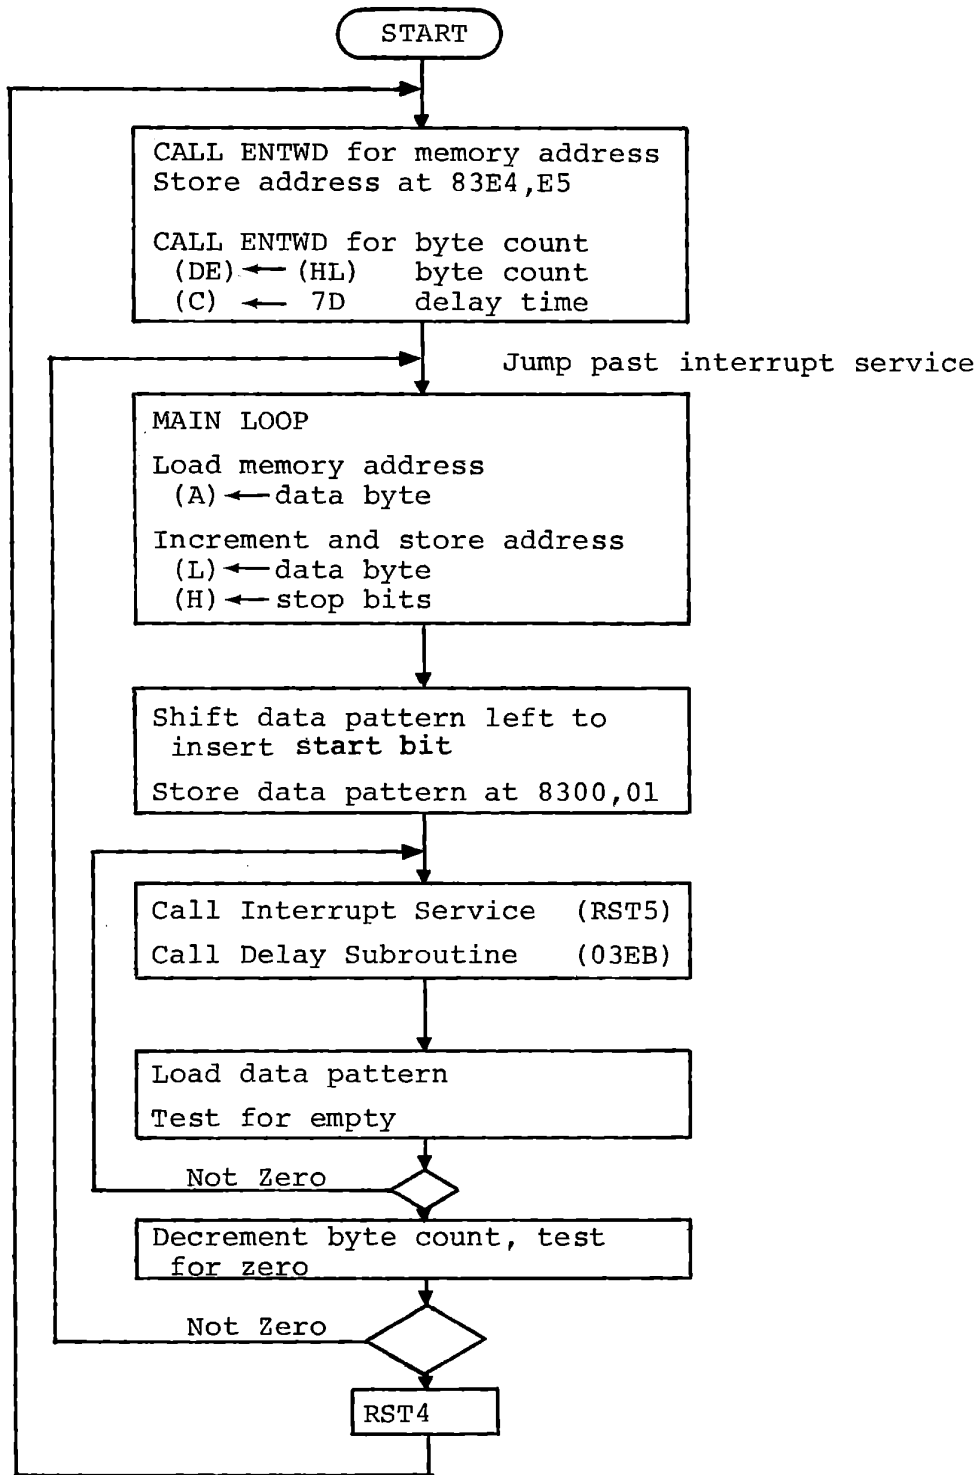 START
CALL ENTWD for memory address
Store address at 83E4,E5
CALL ENTWD for byte count
(DE) ← (HL) byte count
(C) ← 7D delay time
Jump past interrupt service
MAIN LOOP
Load memory address
(A) ← data byte
Increment and store address
(L) ← data byte
(H) ← stop bits
Shift data pattern left to
insert start bit
Store data pattern at 8300,01
Call Interrupt Service (RST5)
Call Delay Subroutine (03EB)
Load data pattern
Test for empty
Not Zero
Decrement byte count, test
for zero
Not Zero
RST4